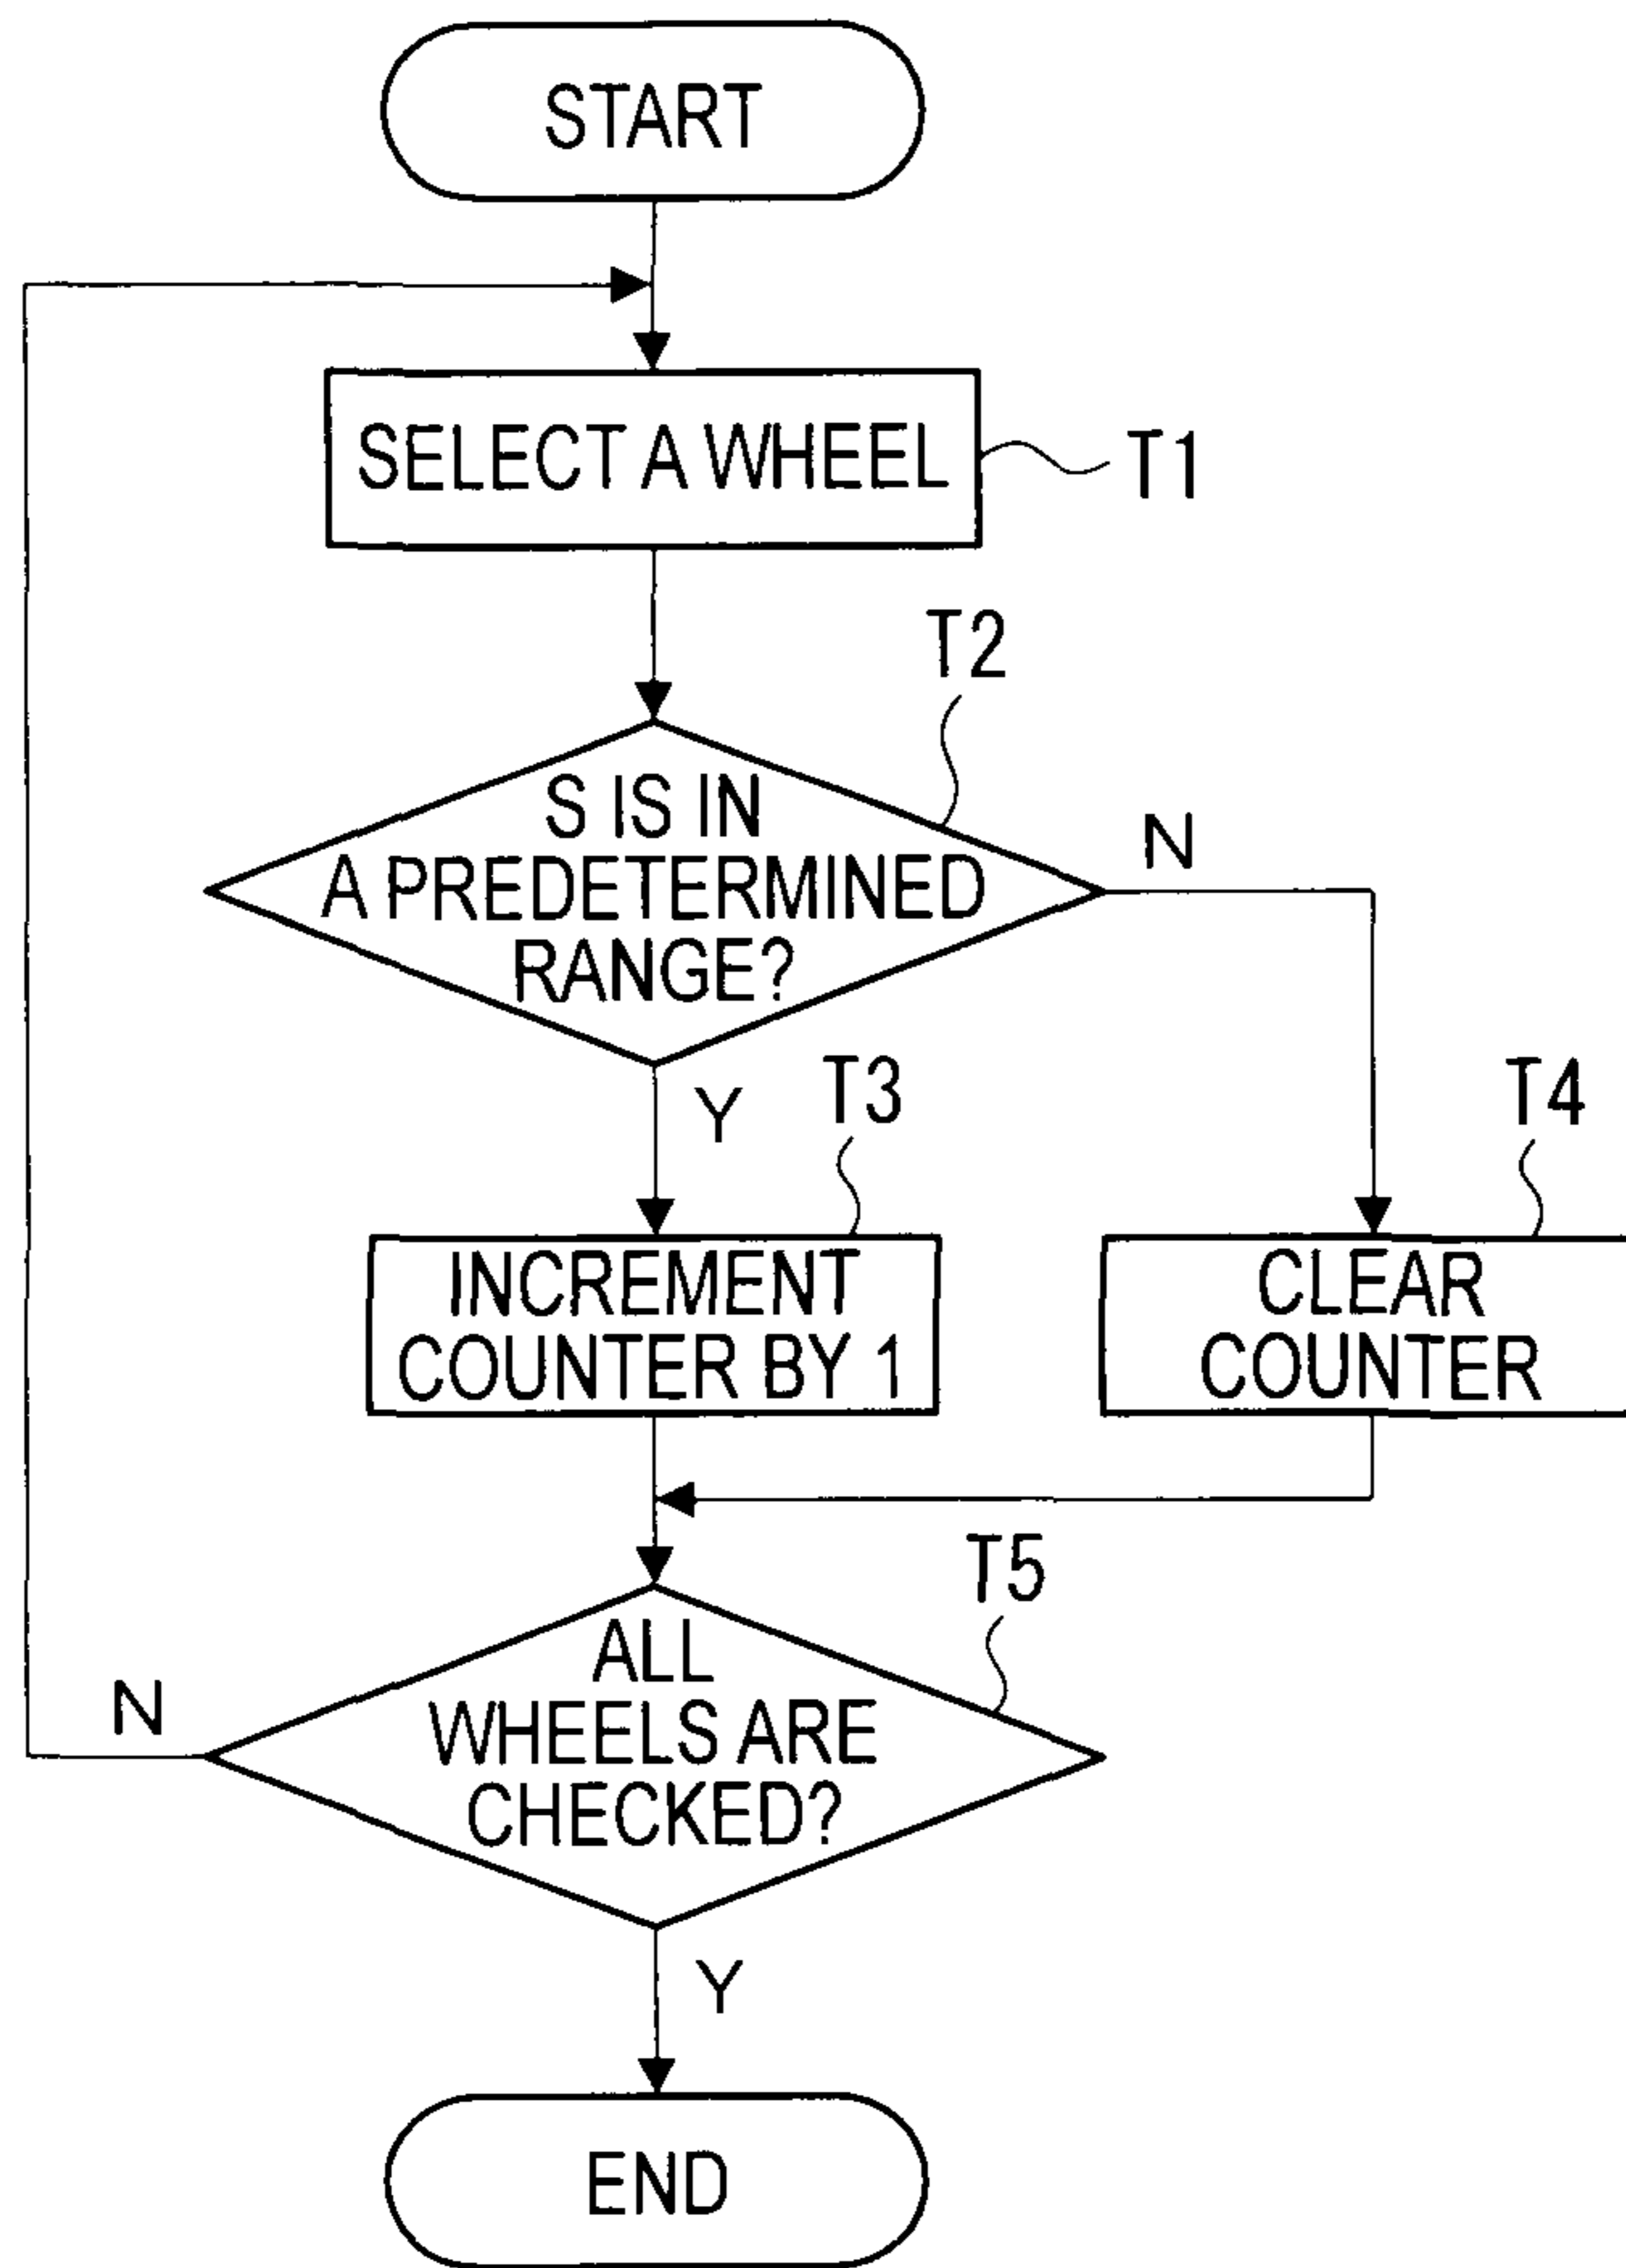 START
SELECT A WHEEL
T1
T2
S IS IN
A PREDETERMINED
RANGE?
N
Y
T3
T4
INCREMENT
COUNTER BY 1
CLEAR
COUNTER
T5
ALL
WHEELS ARE
CHECKED?
N
Y
END